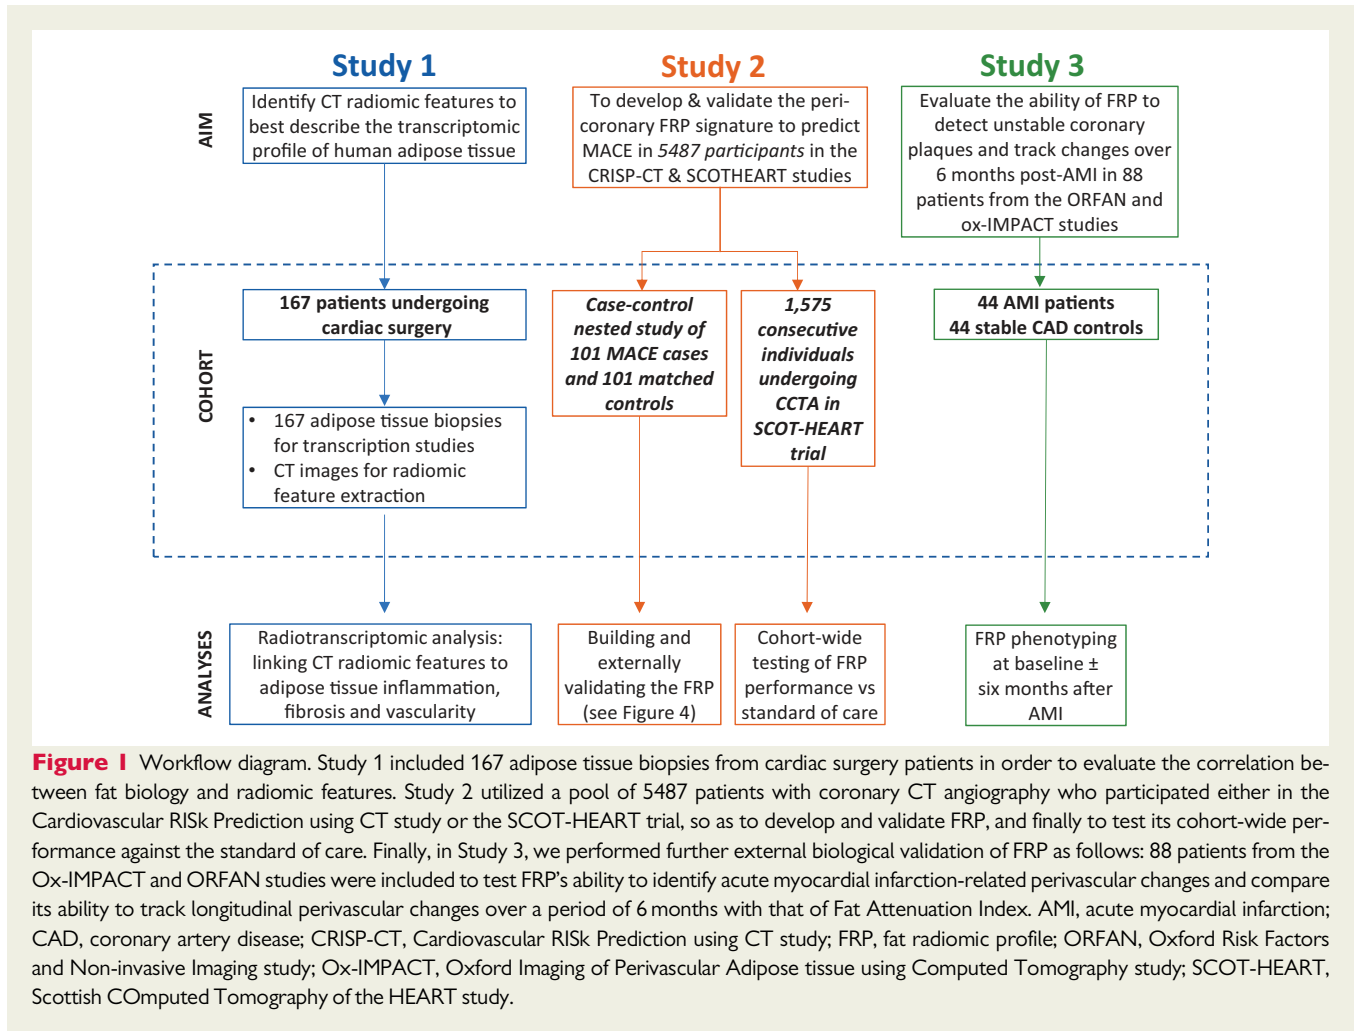 Study 1
Study 2
Study 3
AIM
Identify CT radiomic features to
best describe the transcriptomic
profile of human adipose tissue
To develop & validate the peri-
coronary FRP signature to predict
MACE in 5487 participants in the
CRISP-CT & SCOTHEART studies
Evaluate the ability of FRP to
detect unstable coronary
plaques and track changes over
6 months post-AMI in 88
patients from the ORFAN and
ox-IMPACT studies
COHORT
167 patients undergoing
cardiac surgery
• 167 adipose tissue biopsies
for transcription studies
• CT images for radiomic
feature extraction
Case-control
nested study of
101 MACE cases
and 101 matched
controls
1,575
consecutive
individuals
undergoing
CCTA in
SCOT-HEART
trial
44 AMI patients
44 stable CAD controls
ANALYSES
Radiotranscriptomic analysis:
linking CT radiomic features to
adipose tissue inflammation,
fibrosis and vascularity
Building and
externally
validating the FRP
(see Figure 4)
Cohort-wide
testing of FRP
performance vs
standard of care
FRP phenotyping
at baseline ±
six months after
AMI
Figure 1 Workflow diagram. Study 1 included 167 adipose tissue biopsies from cardiac surgery patients in order to evaluate the correlation be-
tween fat biology and radiomic features. Study 2 utilized a pool of 5487 patients with coronary CT angiography who participated either in the
Cardiovascular RISk Prediction using CT study or the SCOT-HEART trial, so as to develop and validate FRP, and finally to test its cohort-wide per-
formance against the standard of care. Finally, in Study 3, we performed further external biological validation of FRP as follows: 88 patients from the
Ox-IMPACT and ORFAN studies were included to test FRP's ability to identify acute myocardial infarction-related perivascular changes and compare
its ability to track longitudinal perivascular changes over a period of 6 months with that of Fat Attenuation Index. AMI, acute myocardial infarction;
CAD, coronary artery disease; CRISP-CT, Cardiovascular RISk Prediction using CT study; FRP, fat radiomic profile; ORFAN, Oxford Risk Factors
and Non-invasive Imaging study; Ox-IMPACT, Oxford Imaging of Perivascular Adipose tissue using Computed Tomography study; SCOT-HEART,
Scottish COmputed Tomography of the HEART study.